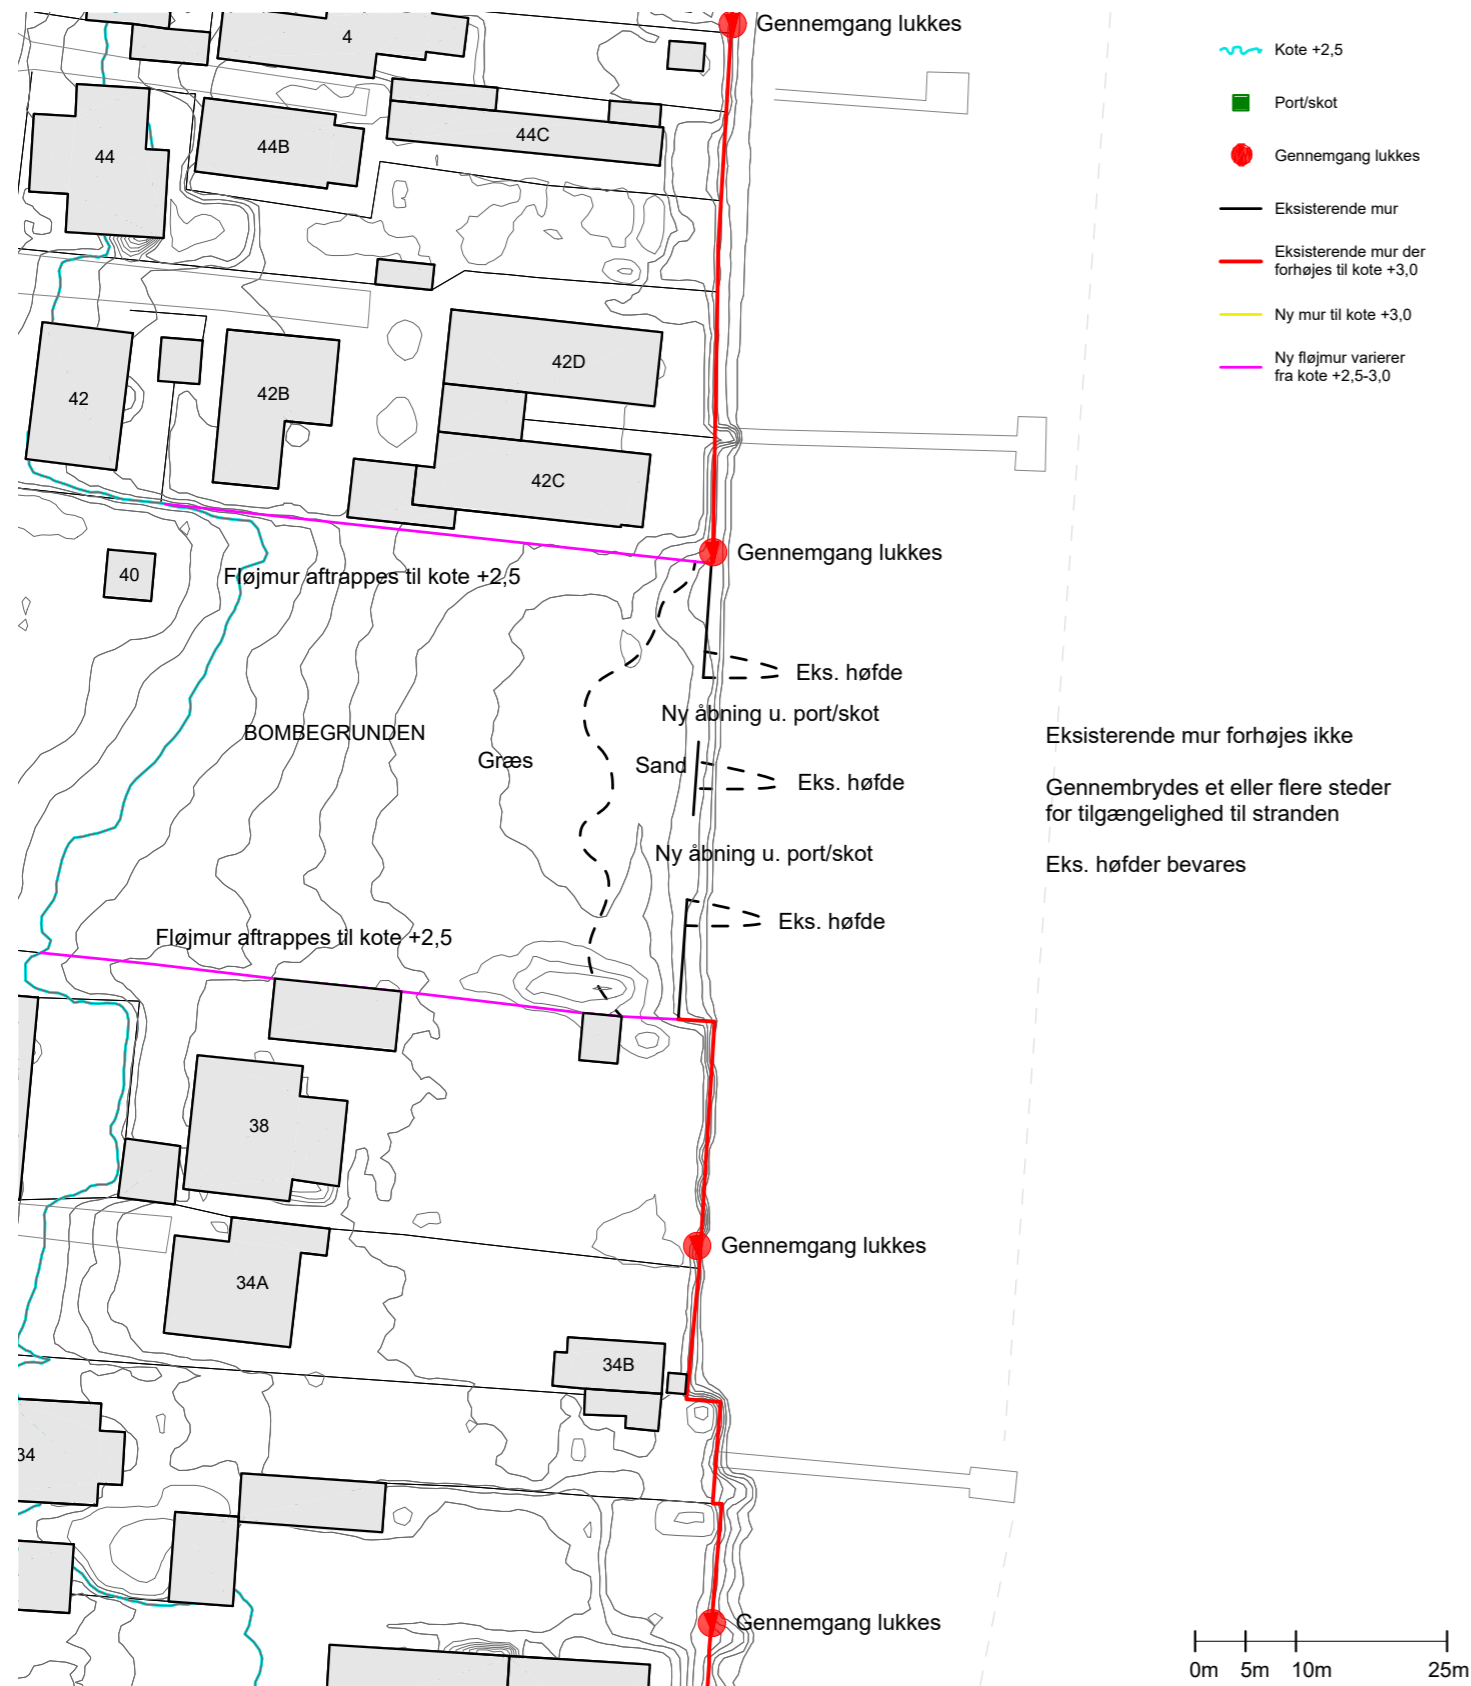 Gennemgang lukkes
4
44
44B
44C
42
42B
42D
42C
Gennemgang lukkes
40
Fløjmur aftrappes til kote +2,5
Eks. høfde
Ny åbning u. port/skot
BOMBEGRUNDEN
Græs
Sand
Eks. høfde
Ny åbning u. port/skot
Eks. høfde
Fløjmur aftrappes til kote +2,5
Eksisterende mur forhøjes ikke
Gennembrydes et eller flere steder
for tilgængelighed til stranden
Eks. høfder bevares
38
Gennemgang lukkes
34A
34B
34
Gennemgang lukkes
Kote +2,5
Port/skot
Gennemgang lukkes
Eksisterende mur
Eksisterende mur der
forhøjes til kote +3,0
Ny mur til kote +3,0
Ny fløjmur varierer
fra kote +2,5-3,0
0m 5m 10m 25m